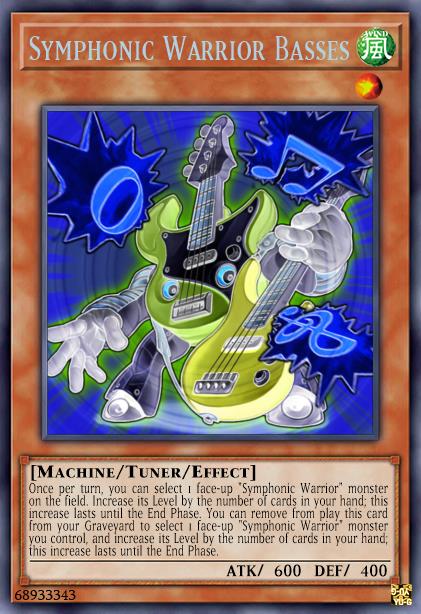 Symphonic Warrior Basses
WIND
風
[Machine/Tuner/Effect]
Once per turn, you can select 1 face-up "Symphonic Warrior" monster
on the field. Increase its Level by the number of cards in your hand; this
increase lasts until the End Phase. You can remove from play this card
from your Graveyard to select 1 face-up "Symphonic Warrior" monster
you control, and increase its Level by the number of cards in your hand;
this increase lasts until the End Phase.
ATK/ 600 DEF/ 400
68933343